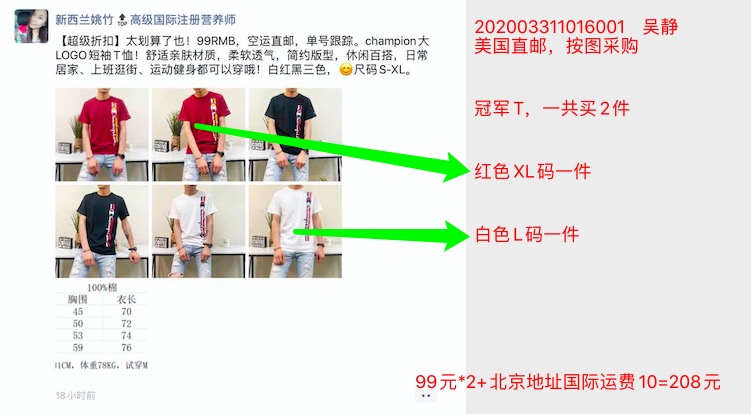 新西兰姚竹🔝高级国际注册营养师
【超级折扣】太划算了也！99RMB，空运直邮，单号跟踪。champion大
LOGO短袖T恤！舒适亲肤材质，柔软透气，简约版型，休闲百搭，日常
居家、上班逛街、运动健身都可以穿哦！白红黑三色，😊尺码S-XL。
100%棉
胸围 衣长
45 70
50 72
53 74
59 76
31CM，体重78KG，试穿M
18小时前
202003311016001 吴静
美国直邮，按图采购
冠军T，一共买2件
红色XL码一件
白色L码一件
99元*2+北京地址国际运费10=208元